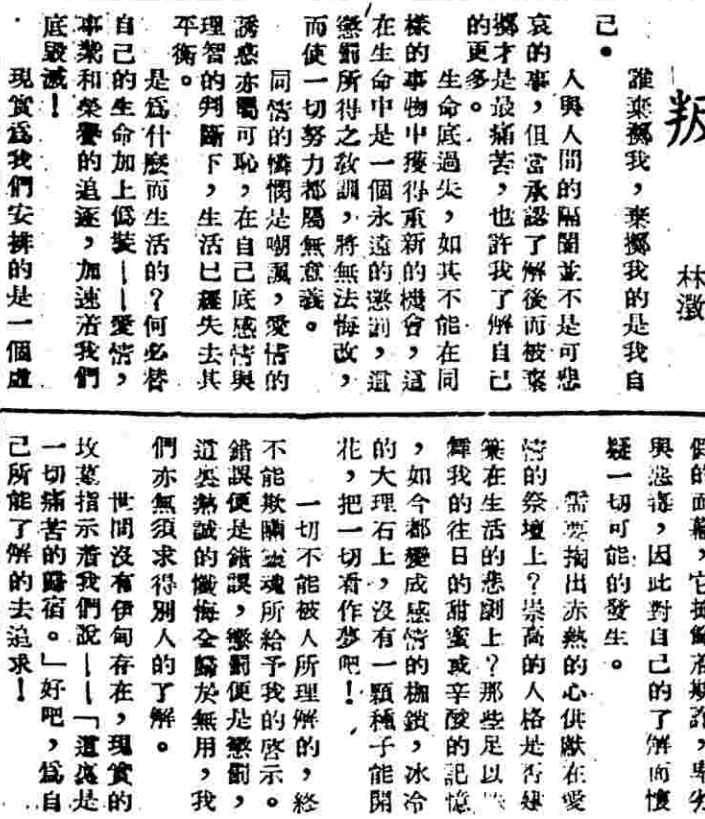 叛
林澂
誰棄擲我，棄擲我的是我自
己。
人與人間的隔閡並不是可悲
哀的事，但當承認了解後而被棄
擲才是最痛苦，也許我了解自己
的更多。
生命底過失，如其不能在同
樣的事物中獲得重新的機會，這
在生命中是一個永遠的懲罰，這
懲罰所得之教訓，將無法悔改，
而使一切努力都屬無意義。
同情的憐憫是嘲諷，愛情的
誘惑亦屬可恥，在自己底感情與
理智的判斷下，生活已經失去其
平衡。
是爲什麼而生活的？何必替
自己的生命加上僞裝——愛情，
事業和榮譽的追逐，加速着我們
底毀滅！
現實爲我們安排的是一個虛
假的面幕，它掩飾着欺詐，卑劣
與惡毒，因此對自己的了解而懷
疑一切可能的發生。
需要掏出赤熱的心供獻在愛
情的祭壇上？崇高的人格是否建
築在生活的悲劇上？那些足以
舞我的往日的甜蜜或辛酸的記憶
，如今都變成感情的枷鎖，冰冷
的大理石上，沒有一顆種子能開
花，把一切看作夢吧！
一切不能被人所理解的，終
不能欺瞞靈魂所給予我的啓示。
錯誤便是錯誤，懲罰便是懲罰，
這與熱誠的懺悔全歸於無用，我
們亦無須求得別人的了解。
世間沒有伊甸存在，現實的
坟墓指示着我們說——「這眞是
一切痛苦的歸宿。」好吧，爲自
己所能了解的去追求！